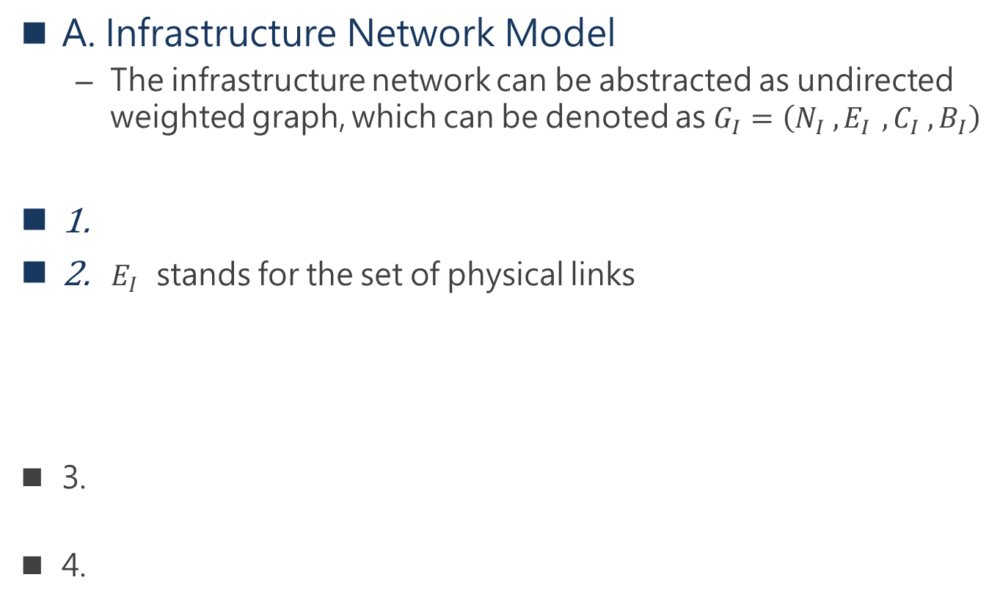 ■ A. Infrastructure Network Model
– The infrastructure network can be abstracted as undirected
weighted graph, which can be denoted as G_I = (N_I , E_I , C_I , B_I)
■ 1.
■ 2. E_I stands for the set of physical links
■ 3.
■ 4.